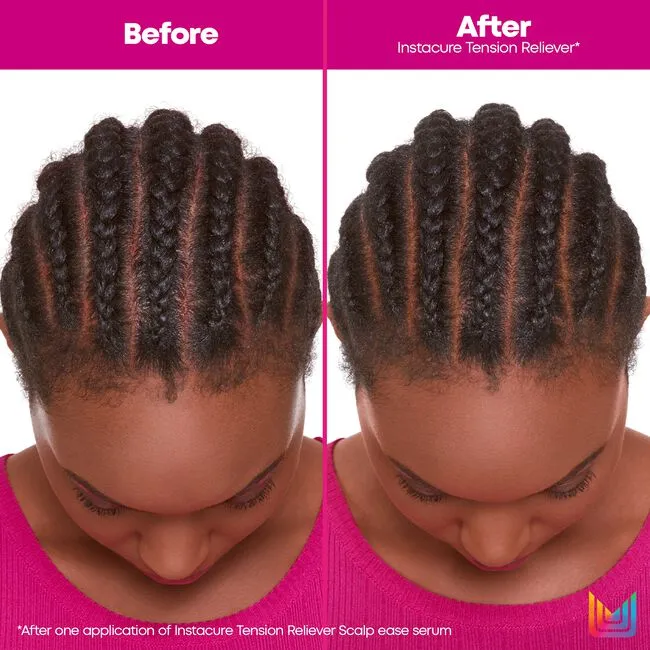 Before
After
Instacure Tension Reliever*
*After one application of Instacure Tension Reliever Scalp ease serum